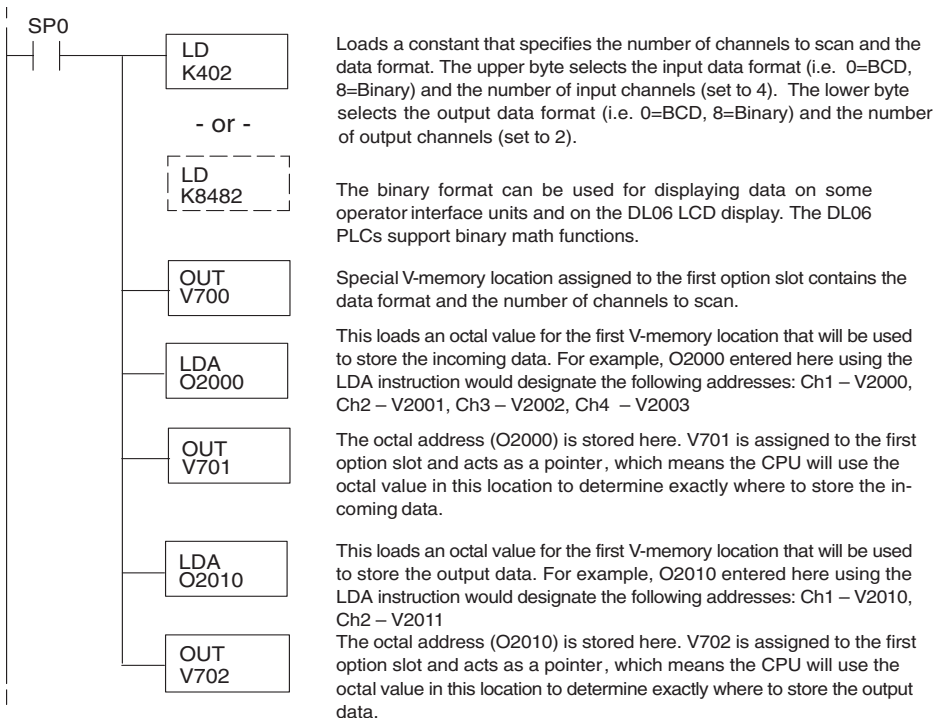 SP0
LD
K402
Loads a constant that specifies the number of channels to scan and the
data format. The upper byte selects the input data format (i.e. 0=BCD,
8=Binary) and the number of input channels (set to 4). The lower byte
selects the output data format (i.e. 0=BCD, 8=Binary) and the number
of output channels (set to 2).
- or -
LD
K8482
The binary format can be used for displaying data on some
operator interface units and on the DL06 LCD display. The DL06
PLCs support binary math functions.
OUT
V700
Special V-memory location assigned to the first option slot contains the
data format and the number of channels to scan.
LDA
O2000
This loads an octal value for the first V-memory location that will be used
to store the incoming data. For example, O2000 entered here using the
LDA instruction would designate the following addresses: Ch1 – V2000,
Ch2 – V2001, Ch3 – V2002, Ch4 – V2003
OUT
V701
The octal address (O2000) is stored here. V701 is assigned to the first
option slot and acts as a pointer, which means the CPU will use the
octal value in this location to determine exactly where to store the in-
coming data.
LDA
O2010
This loads an octal value for the first V-memory location that will be used
to store the output data. For example, O2010 entered here using the
LDA instruction would designate the following addresses: Ch1 – V2010,
Ch2 – V2011
OUT
V702
The octal address (O2010) is stored here. V702 is assigned to the first
option slot and acts as a pointer, which means the CPU will use the
octal value in this location to determine exactly where to store the output
data.